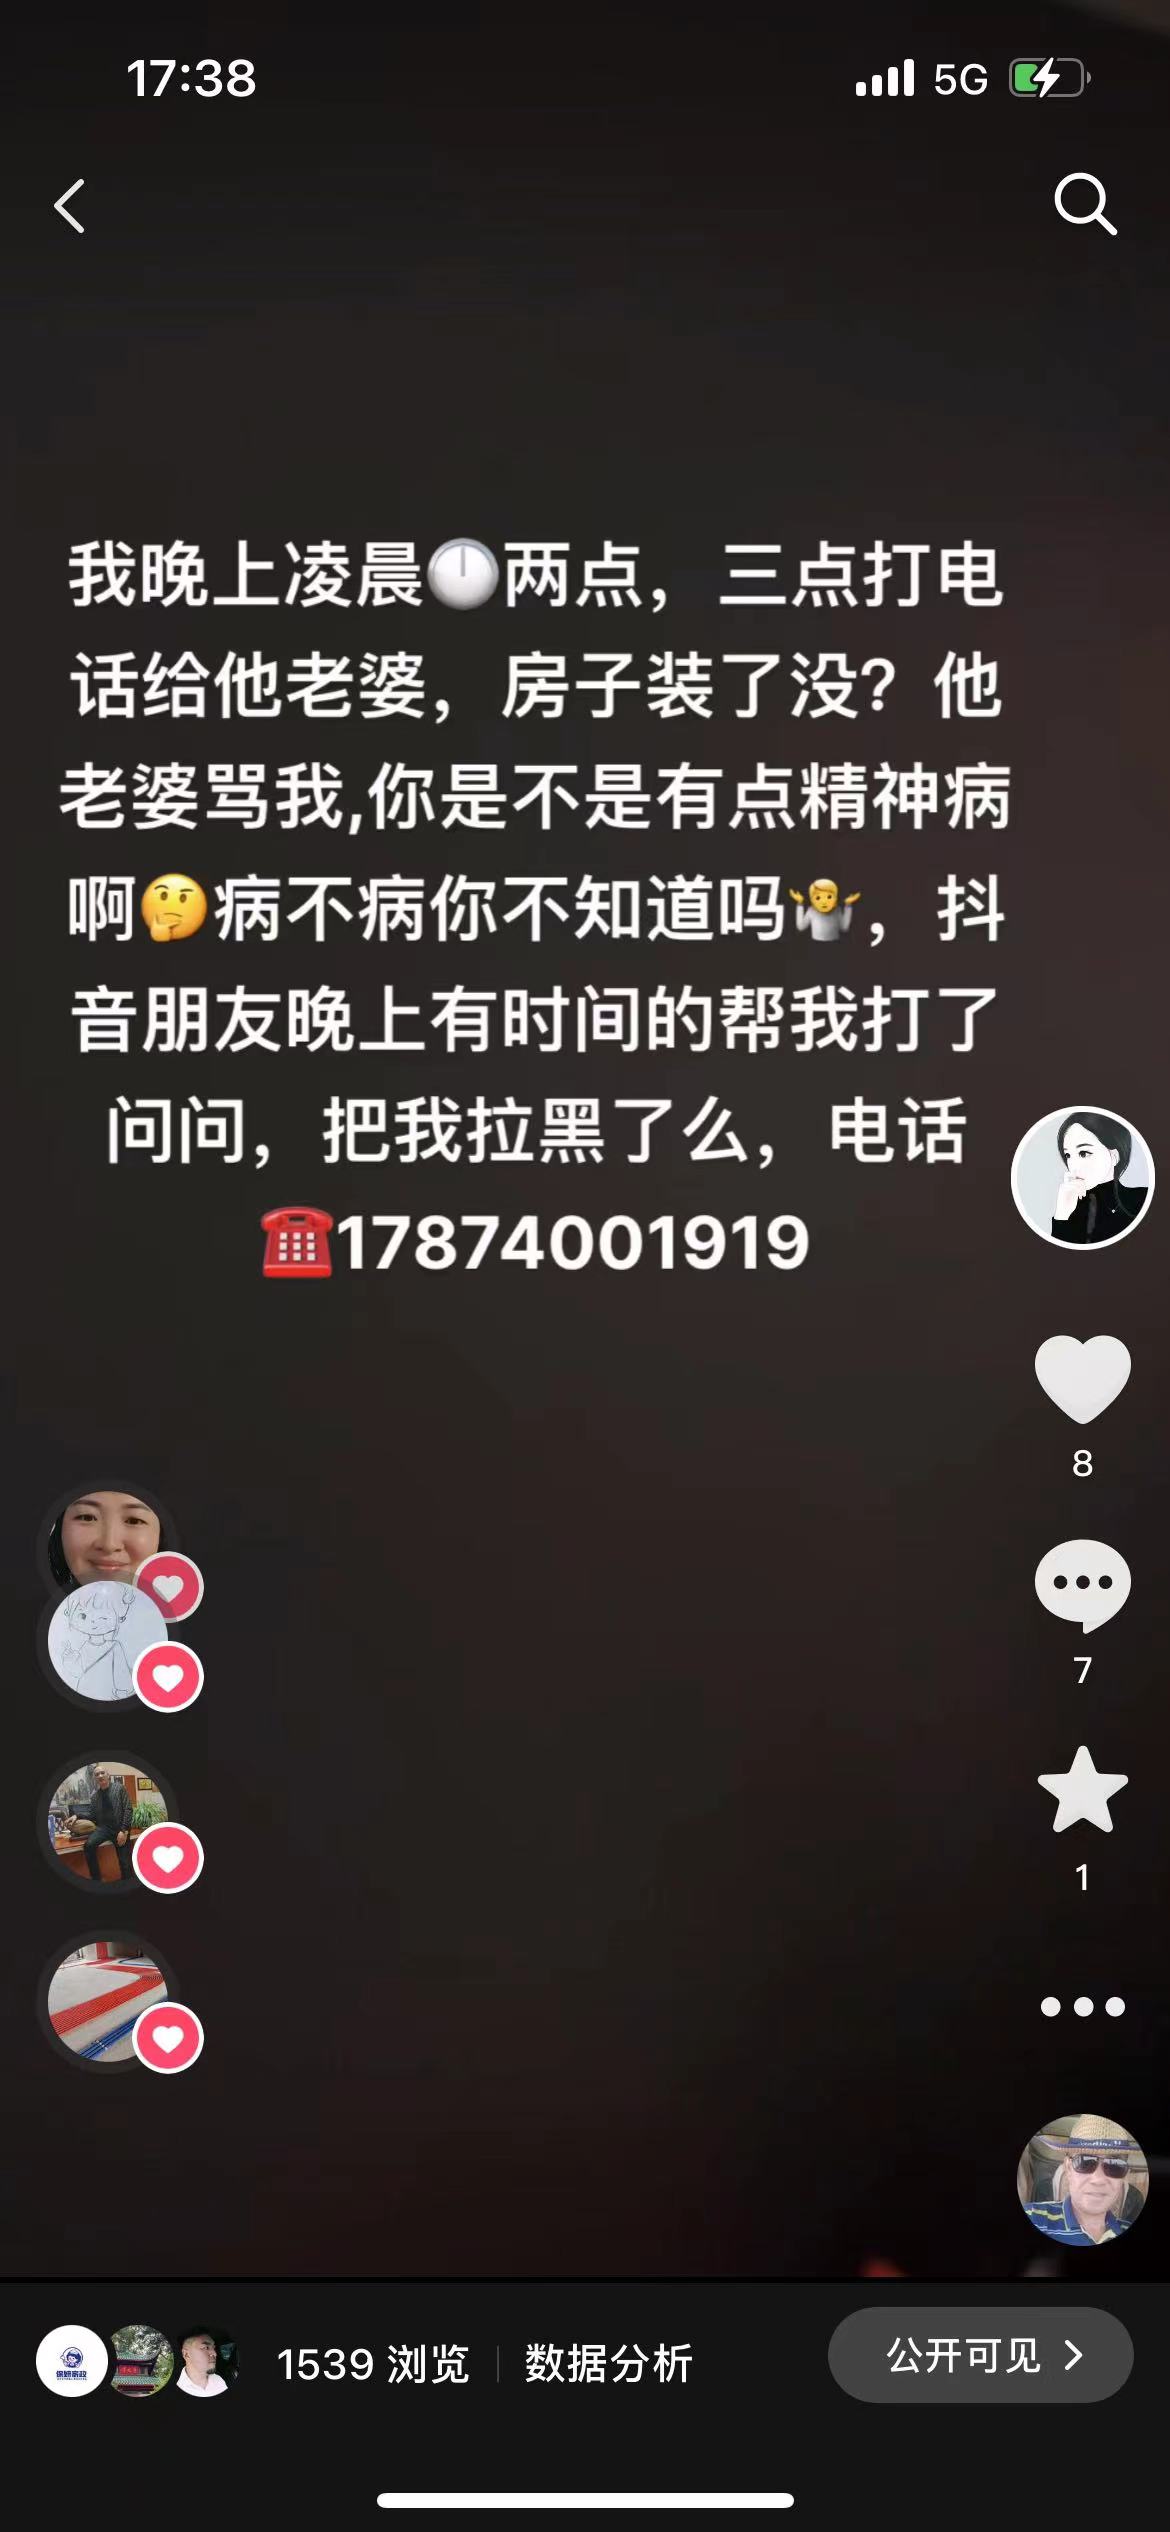 17:38
5G
我晚上凌晨🕛两点，三点打电
话给他老婆，房子装了没？他
老婆骂我,你是不是有点精神病
啊🤔病不病你不知道吗🤷，抖
音朋友晚上有时间的帮我打了
问问，把我拉黑了么，电话
☎️17874001919
8
7
1
1539 浏览 | 数据分析
公开可见